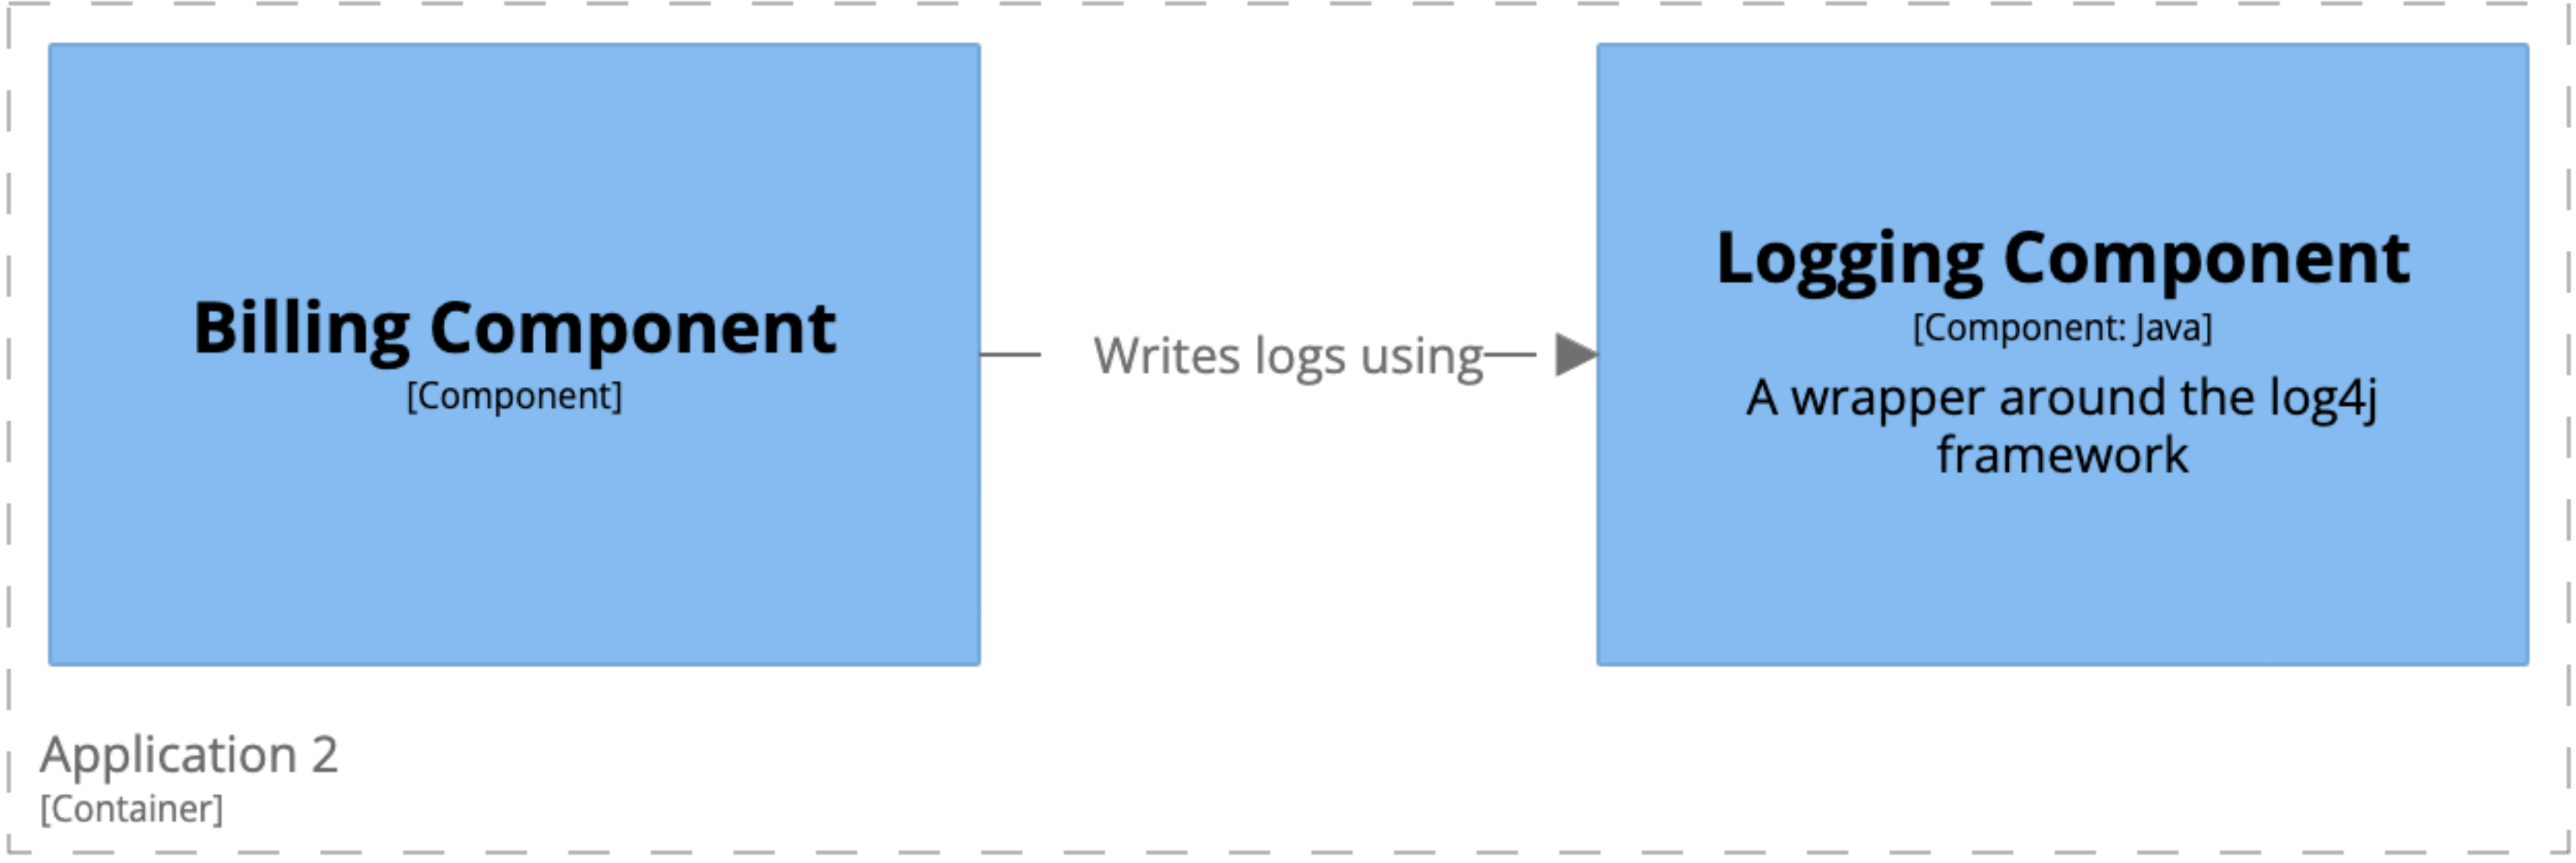 Billing Component
[Component]
Writes logs using
Logging Component
[Component: Java]
A wrapper around the log4j
framework
Application 2
[Container]